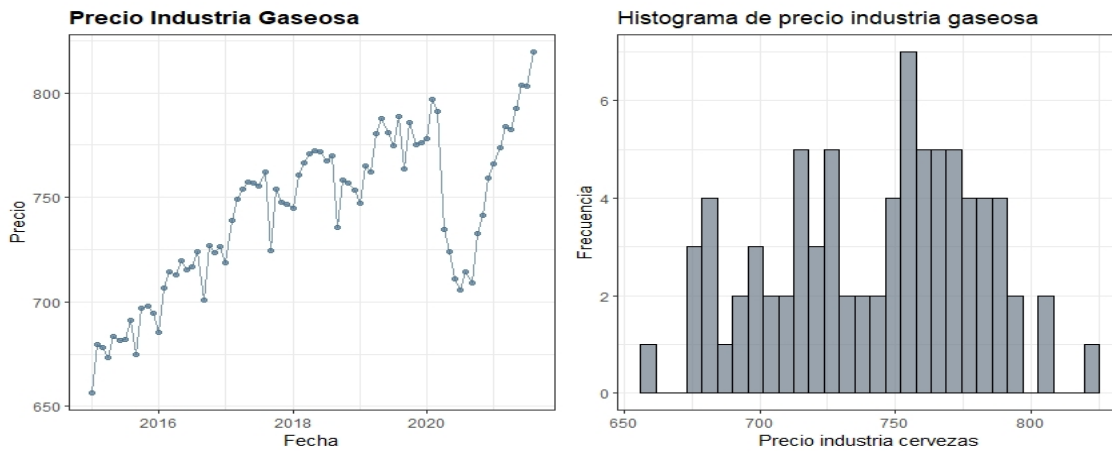 Precio Industria Gaseosa
Precio
800
750
700
650
2016
2018
2020
Fecha
Histograma de precio industria gaseosa
Frecuencia
6
4
2
0
650
700
750
800
Precio industria cervezas